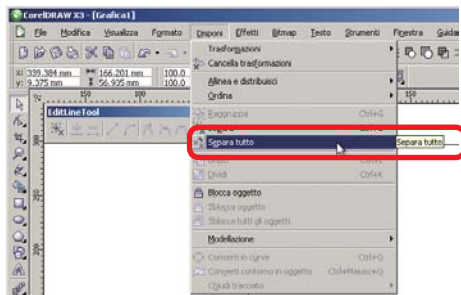 CorelDRAW X3 - [Grafica1]
File Modifica Visualizza Formato Disponi Effetti Bitmap Testo Strumenti Finestra Guida
x: 339.384 mm 166.201 mm 100.0
y: 9.375 mm 56.935 mm 100.0
EditLineTool
Trasformazioni
Cancella trasformazioni
Allinea e distribuisci
Ordina
Raggruppa Ctrl+G
Separa tutto
Separa tutto
Dividi Ctrl+K
Blocca oggetto
Sblocca oggetto
Sblocca tutti gli oggetti
Modellazione
Converti in curve Ctrl+Q
Converti contorno in oggetto Ctrl+Maiusc+Q
Chiudi tracciato